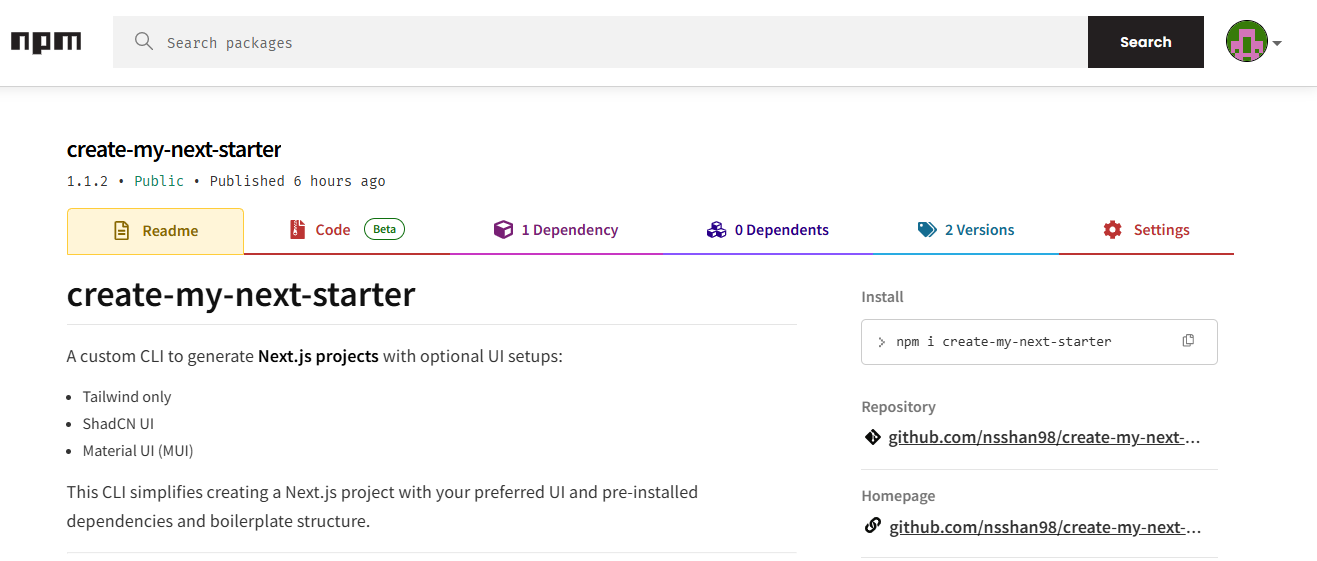 npm
Search packages
Search
create-my-next-starter
1.1.2 • Public • Published 6 hours ago
Readme
Code Beta
1 Dependency
0 Dependents
2 Versions
Settings
create-my-next-starter
A custom CLI to generate Next.js projects with optional UI setups:
• Tailwind only
• ShadCN UI
• Material UI (MUI)
This CLI simplifies creating a Next.js project with your preferred UI and pre-installed
dependencies and boilerplate structure.
Install
> npm i create-my-next-starter
Repository
github.com/nsshan98/create-my-next-...
Homepage
github.com/nsshan98/create-my-next-...